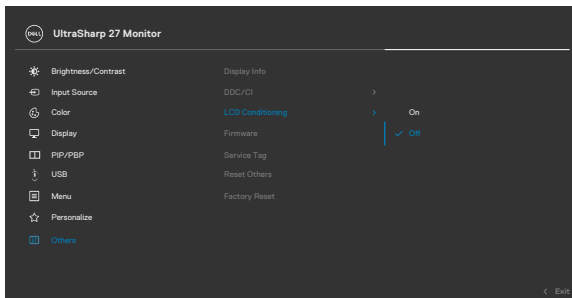 DELL UltraSharp 27 Monitor
Brightness/Contrast
Input Source
Color
Display
PIP/PBP
USB
Menu
Personalize
Others
Display Info
DDC/CI
LCD Conditioning
Firmware
Service Tag
Reset Others
Factory Reset
On
Off
Exit